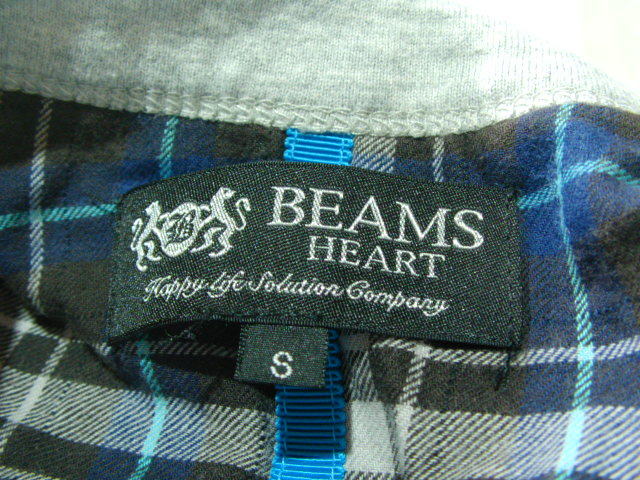 BEAMS
HEART
Happy Life Solution Company
S